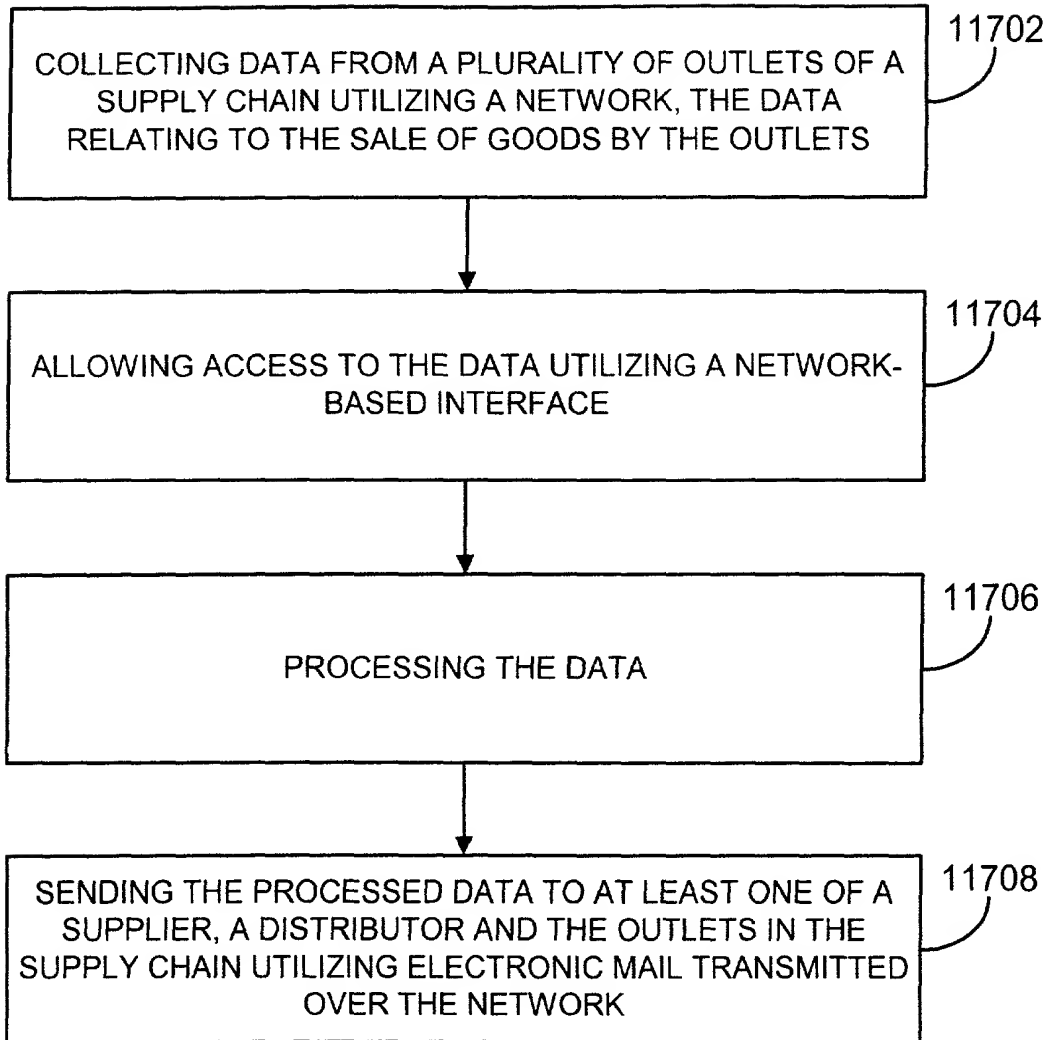 11702
COLLECTING DATA FROM A PLURALITY OF OUTLETS OF A
SUPPLY CHAIN UTILIZING A NETWORK, THE DATA
RELATING TO THE SALE OF GOODS BY THE OUTLETS
11704
ALLOWING ACCESS TO THE DATA UTILIZING A NETWORK-
BASED INTERFACE
11706
PROCESSING THE DATA
11708
SENDING THE PROCESSED DATA TO AT LEAST ONE OF A
SUPPLIER, A DISTRIBUTOR AND THE OUTLETS IN THE
SUPPLY CHAIN UTILIZING ELECTRONIC MAIL TRANSMITTED
OVER THE NETWORK